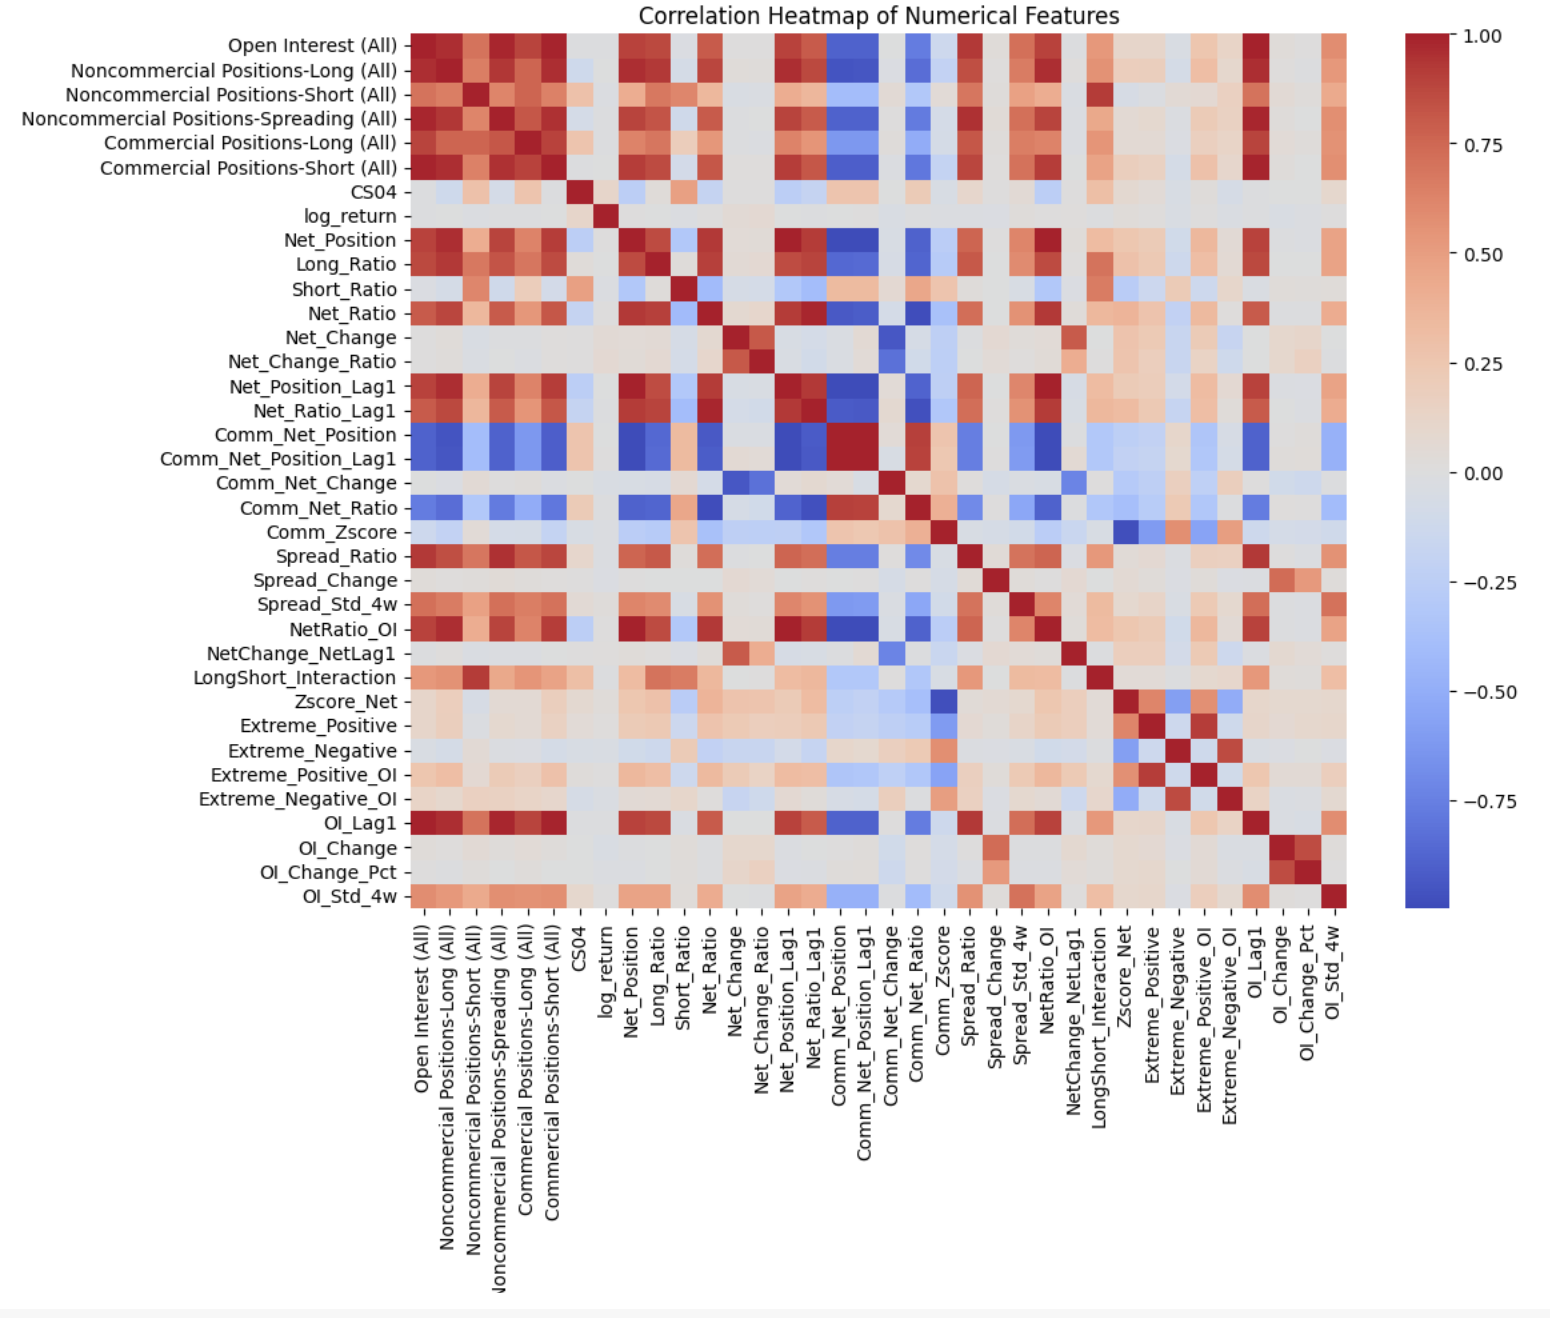 Correlation Heatmap of Numerical Features
Open Interest (All)
Noncommercial Positions-Long (All)
Noncommercial Positions-Short (All)
Noncommercial Positions-Spreading (All)
Commercial Positions-Long (All)
Commercial Positions-Short (All)
CS04
log_return
Net_Position
Long_Ratio
Short_Ratio
Net_Ratio
Net_Change
Net_Change_Ratio
Net_Position_Lag1
Net_Ratio_Lag1
Comm_Net_Position
Comm_Net_Position_Lag1
Comm_Net_Change
Comm_Net_Ratio
Comm_Zscore
Spread_Ratio
Spread_Change
Spread_Std_4w
NetRatio_OI
NetChange_NetLag1
LongShort_Interaction
Zscore_Net
Extreme_Positive
Extreme_Negative
Extreme_Positive_OI
Extreme_Negative_OI
OI_Lag1
OI_Change
OI_Change_Pct
OI_Std_4w
Open Interest (All)
Noncommercial Positions-Long (All)
Noncommercial Positions-Short (All)
oncommercial Positions-Spreading (All)
Commercial Positions-Long (All)
Commercial Positions-Short (All)
CS04
log_return
Net_Position
Long_Ratio
Short_Ratio
Net_Ratio
Net_Change
Net_Change_Ratio
Net_Position_Lag1
Net_Ratio_Lag1
Comm_Net_Position
Comm_Net_Position_Lag1
Comm_Net_Change
Comm_Net_Ratio
Comm_Zscore
Spread_Ratio
Spread_Change
Spread_Std_4w
NetRatio_OI
NetChange_NetLag1
LongShort_Interaction
Zscore_Net
Extreme_Positive
Extreme_Negative
Extreme_Positive_OI
Extreme_Negative_OI
OI_Lag1
OI_Change
OI_Change_Pct
OI_Std_4w
1.00
0.75
0.50
0.25
0.00
−0.25
−0.50
−0.75